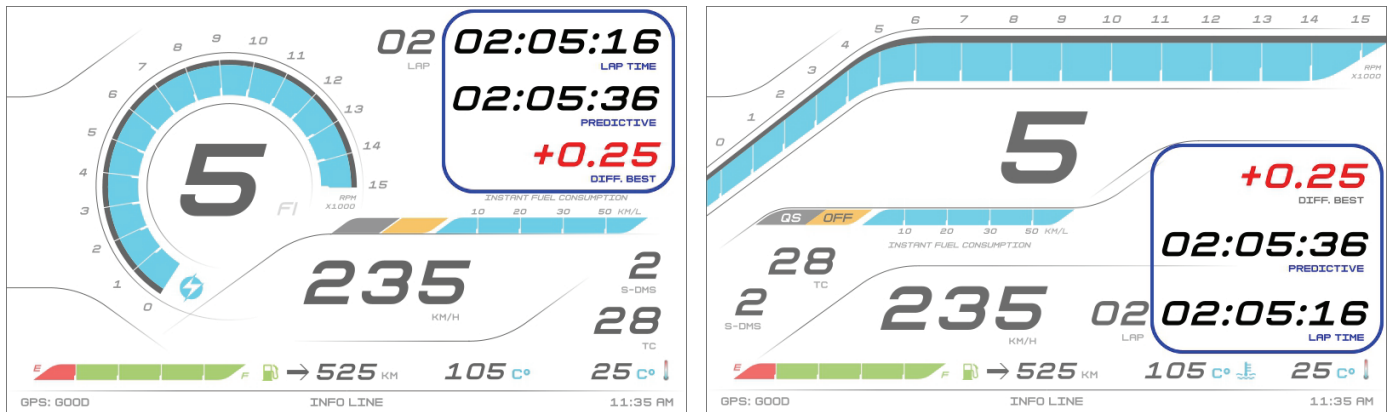 8 9 10 11 12 13 14 15
7 6 5 4 3 2 1 0
RPM
X1000
02
LAP
02:05:16
LAP TIME
02:05:36
PREDICTIVE
+0.25
DIFF. BEST
5
FI
INSTANT FUEL CONSUMPTION
10 20 30 50 KM/L
235
KM/H
2
S-DMS
28
TC
E F 525 KM 105 C° 25 C°
GPS: GOOD INFO LINE 11:35 AM
0 1 2 3 4 5 6 7 8 9 10 11 12 13 14 15
RPM
X1000
5
+0.25
DIFF. BEST
QS OFF
10 20 30 50 KM/L
INSTANT FUEL CONSUMPTION
02:05:36
PREDICTIVE
28
TC
2
S-DMS
235
KM/H
02
LAP
02:05:16
LAP TIME
E F 525 KM 105 C° 25 C°
GPS: GOOD INFO LINE 11:35 AM